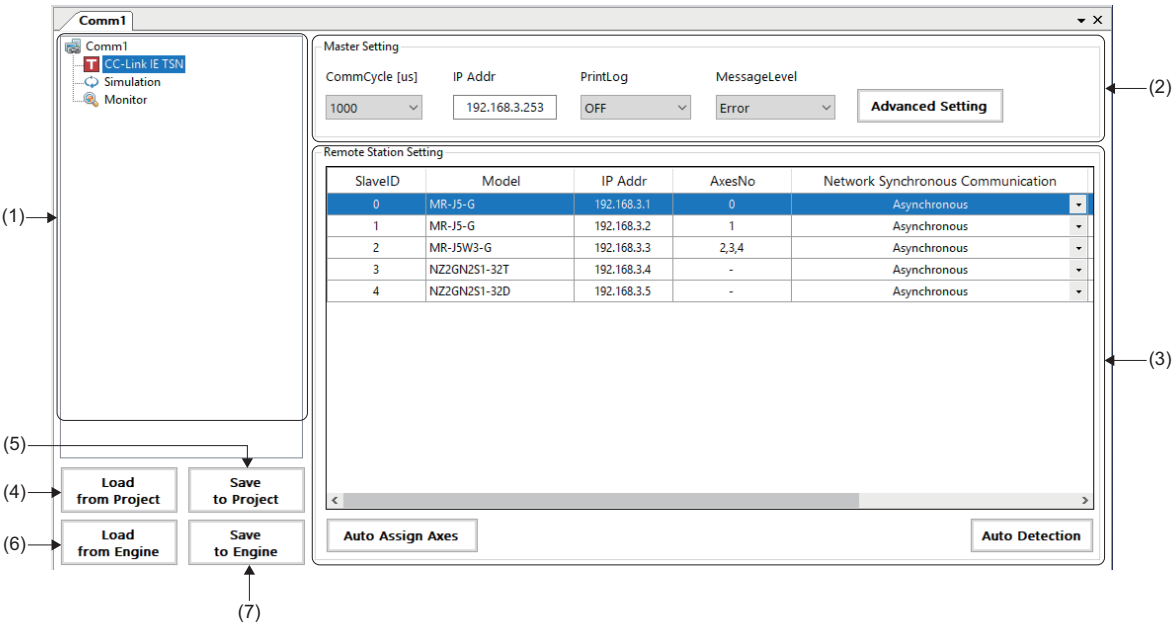 Comm1
Comm1
CC-Link IE TSN
Simulation
Monitor
Master Setting
CommCycle [us] IP Addr PrintLog MessageLevel
1000 192.168.3.253 OFF Error Advanced Setting
(2)
Remote Station Setting
SlaveID Model IP Addr AxesNo Network Synchronous Communication
0 MR-J5-G 192.168.3.1 0 Asynchronous
1 MR-J5-G 192.168.3.2 1 Asynchronous
2 MR-J5W3-G 192.168.3.3 2,3,4 Asynchronous
3 NZ2GN2S1-32T 192.168.3.4 - Asynchronous
4 NZ2GN2S1-32D 192.168.3.5 - Asynchronous
(1)
(3)
(5)
(4)
Load
from Project
Save
to Project
(6)
Load
from Engine
Save
to Engine
Auto Assign Axes
Auto Detection
(7)